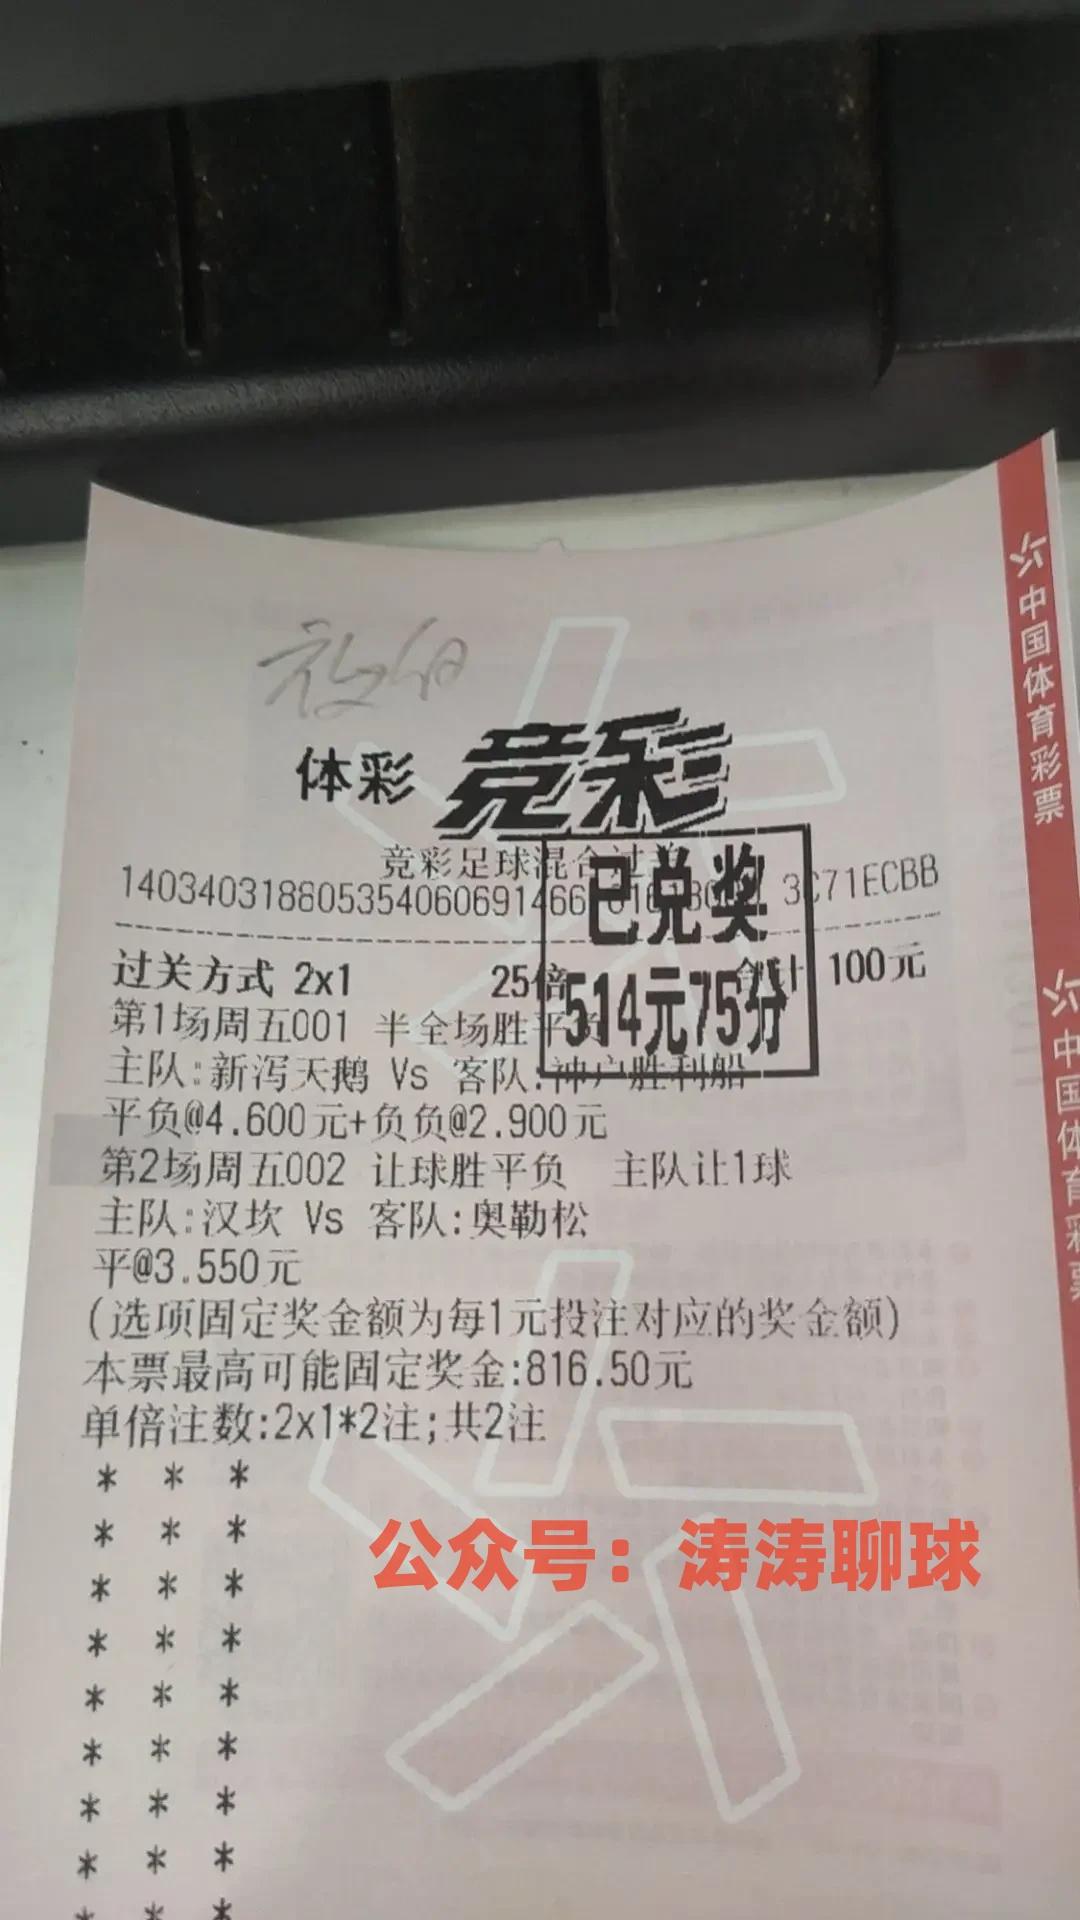 体彩 竞彩
竞彩足球混合过关
3C71ECBB
已兑奖
514元75分
过关方式 2x1 25倍 合计 100元
第1场周五001 半全场胜平负
主队:新泻天鹅 Vs 客队:神户胜利船
平负@4.600元+负负@2.900元
第2场周五002 让球胜平负 主队让1球
主队:汉坎 Vs 客队:奥勒松
平@3.550元
(选项固定奖金额为每1元投注对应的奖金额)
本票最高可能固定奖金:816.50元
单倍注数:2x1*2注;共2注
* * *
* * *
* * *
* * *
* * *
* * *
* * *
* * *
* * *
公众号：涛涛聊球
中国体育彩票
中国体育彩票